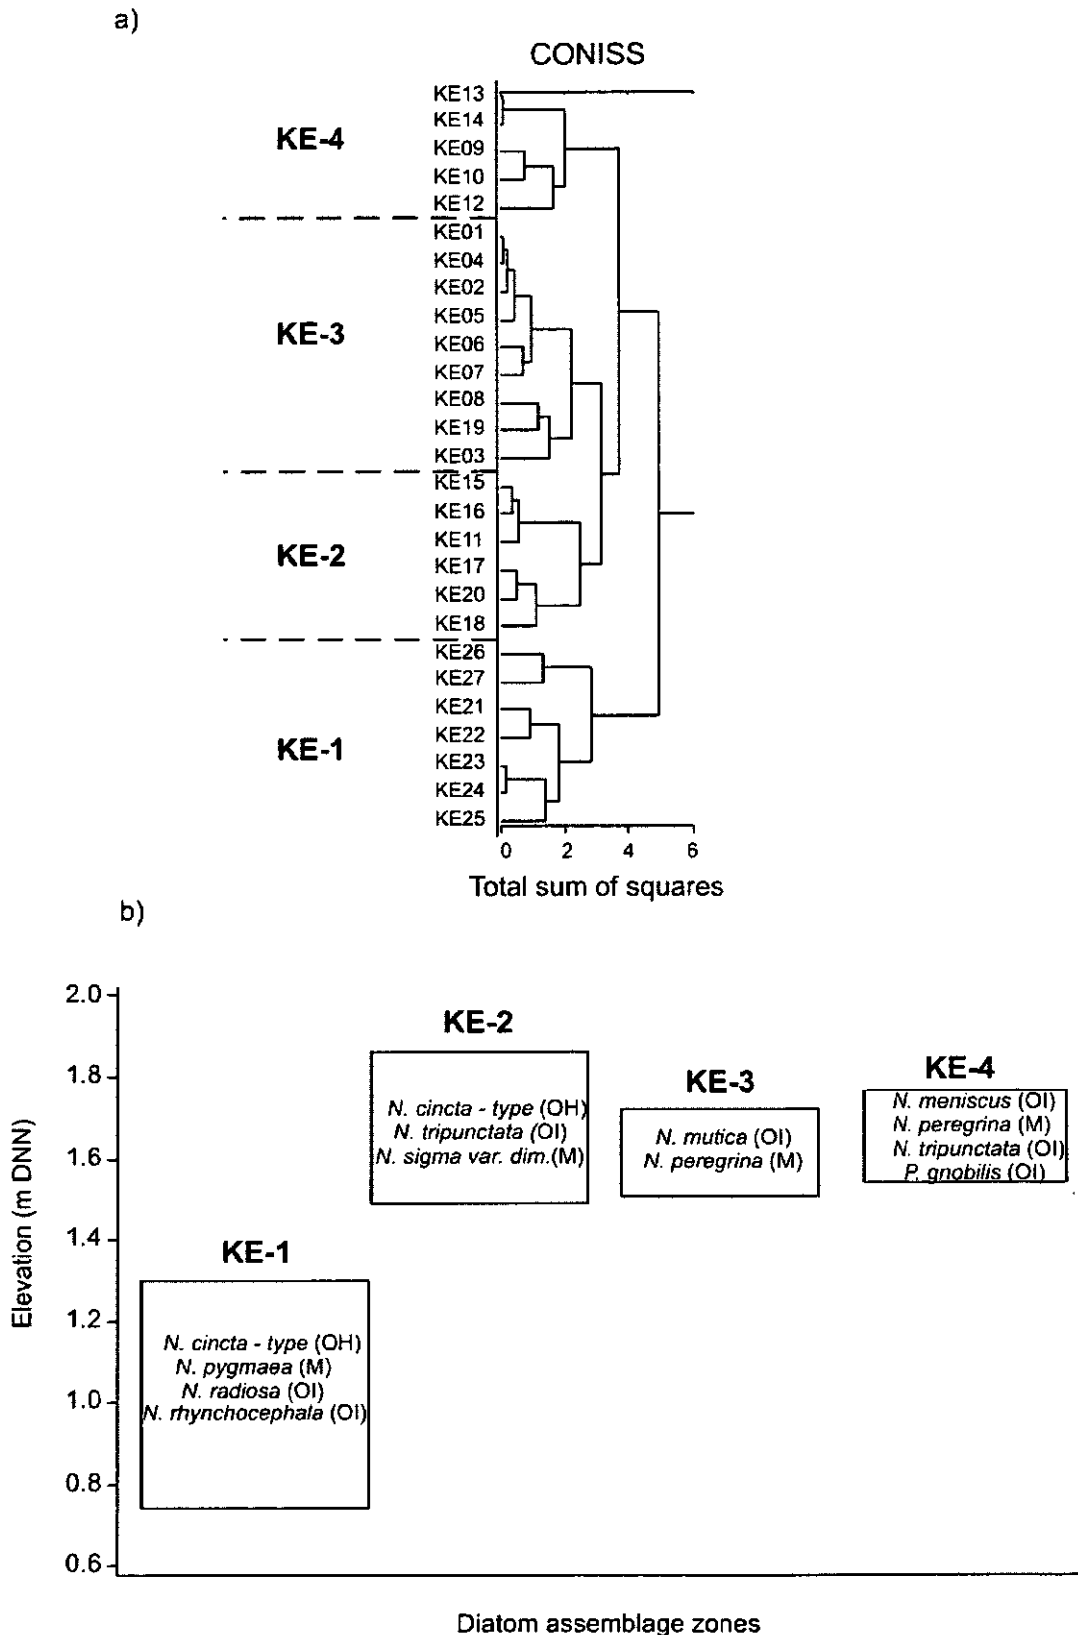 a)
CONISS
KE13
KE14
KE-4
KE09
KE10
KE12
KE01
KE04
KE02
KE05
KE-3
KE06
KE07
KE08
KE19
KE03
KE15
KE16
KE11
KE-2
KE17
KE20
KE18
KE26
KE27
KE21
KE22
KE-1
KE23
KE24
KE25
0 2 4 6
Total sum of squares
b)
Elevation (m DNN)
2.0
1.8
1.6
1.4
1.2
1.0
0.8
0.6
KE-1
N. cincta - type (OH)
N. pygmaea (M)
N. radiosa (OI)
N. rhynchocephala (OI)
KE-2
N. cincta - type (OH)
N. tripunctata (OI)
N. sigma var. dim.(M)
KE-3
N. mutica (OI)
N. peregrina (M)
KE-4
N. meniscus (OI)
N. peregrina (M)
N. tripunctata (OI)
P. gnobilis (OI)
Diatom assemblage zones